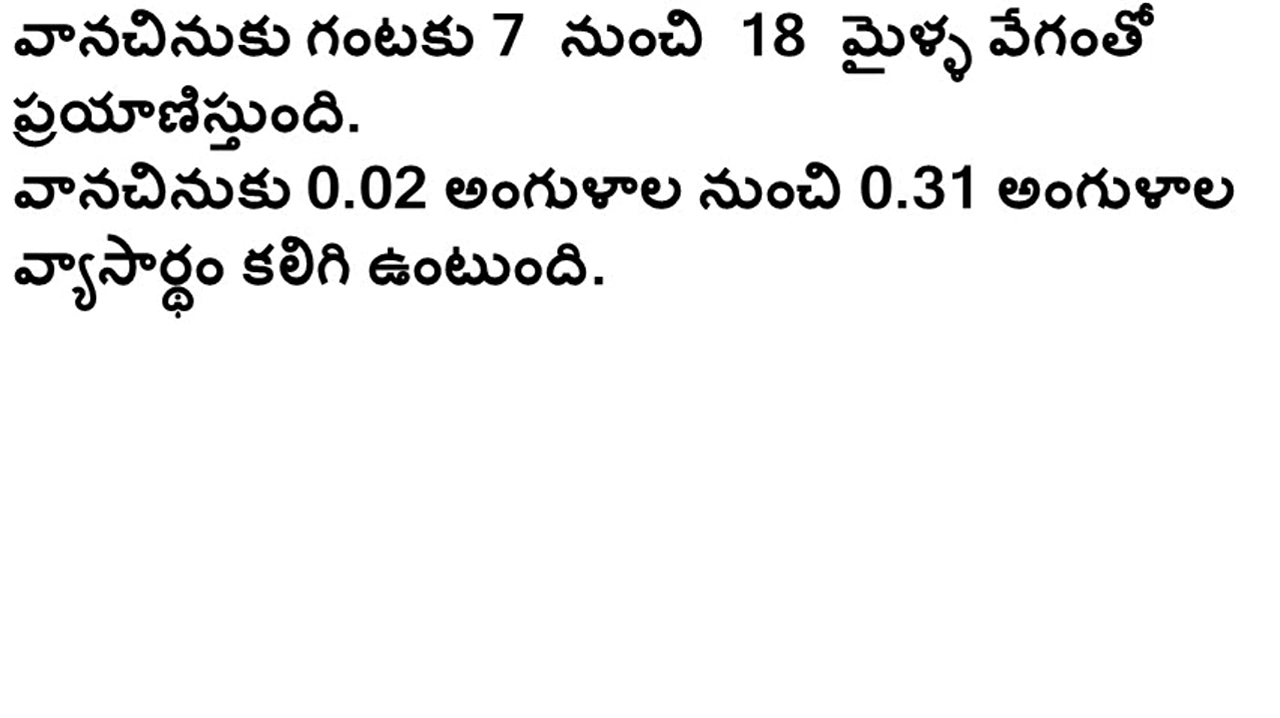 వానచినుకు గంటకు 7 నుంచి 18 మైళ్ళ వేగంతో
ప్రయాణిస్తుంది.
వానచినుకు 0.02 అంగుళాల నుంచి 0.31 అంగుళాల
వ్యాసార్థం కలిగి ఉంటుంది.